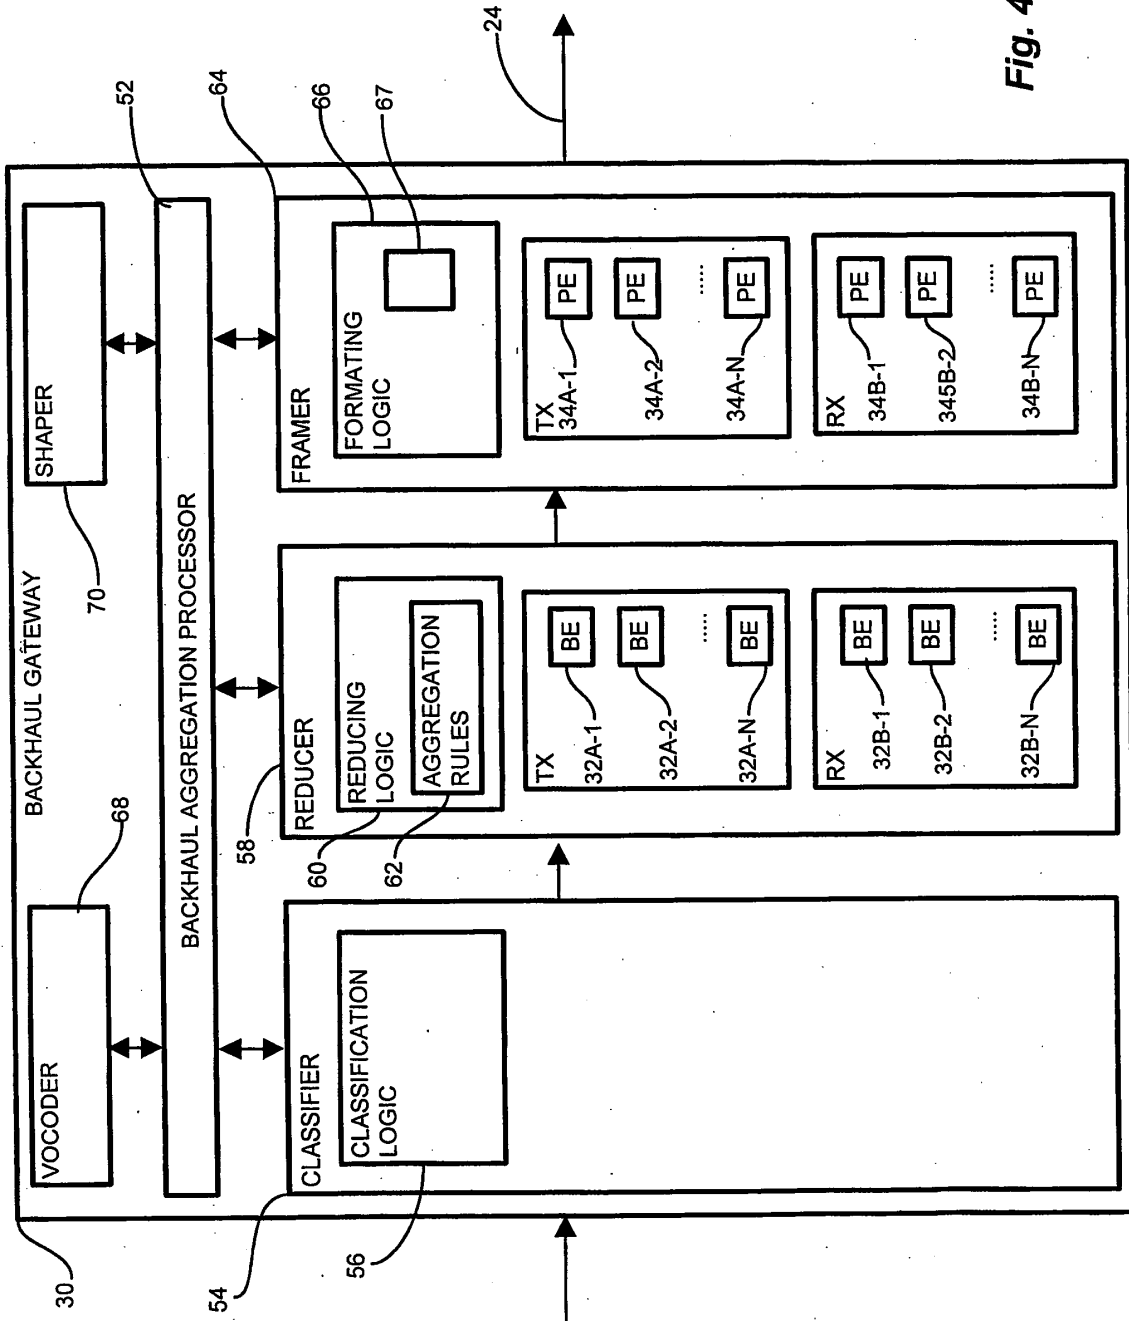 BACKHAUL GATEWAY
30
VOCODER
68
SHAPER
70
BACKHAUL AGGREGATION PROCESSOR
52
54
CLASSIFIER
CLASSIFICATION
LOGIC
56
58
REDUCER
REDUCING
LOGIC
60
AGGREGATION
RULES
62
TX
32A-1
BE
32A-2
BE
.....
32A-N
BE
RX
32B-1
BE
32B-2
BE
.....
32B-N
BE
64
FRAMER
FORMATING
LOGIC
66
67
TX
34A-1
PE
34A-2
PE
.....
34A-N
PE
RX
34B-1
PE
345B-2
PE
.....
34B-N
PE
24
Fig. 4